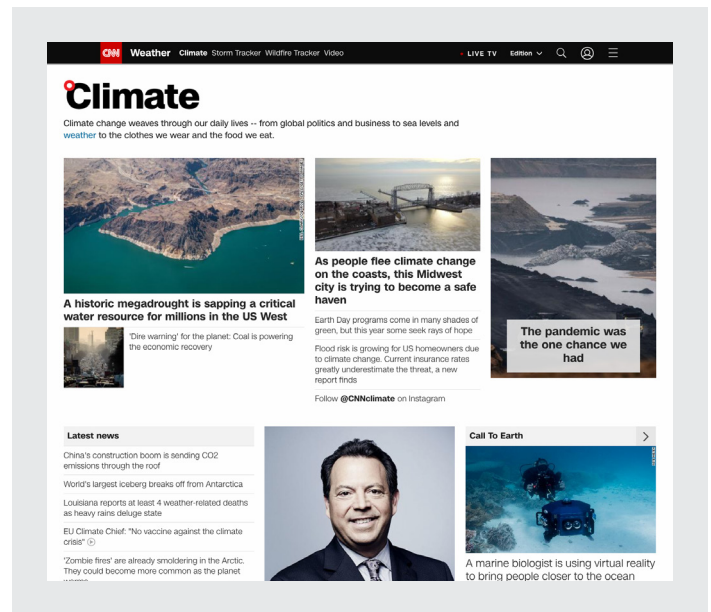 CNN Weather Climate Storm Tracker Wildfire Tracker Video LIVE TV Edition
Climate
Climate change weaves through our daily lives -- from global politics and business to sea levels and
weather to the clothes we wear and the food we eat.
A historic megadrought is sapping a critical
water resource for millions in the US West
'Dire warning' for the planet: Coal is powering
the economic recovery
As people flee climate change
on the coasts, this Midwest
city is trying to become a safe
haven
Earth Day programs come in many shades of
green, but this year some seek rays of hope
Flood risk is growing for US homeowners due
to climate change. Current insurance rates
greatly underestimate the threat, a new
report finds
Follow @CNNclimate on Instagram
The pandemic was
the one chance we
had
Latest news
China's construction boom is sending CO2
emissions through the roof
World's largest iceberg breaks off from Antarctica
Louisiana reports at least 4 weather-related deaths
as heavy rains deluge state
EU Climate Chief: "No vaccine against the climate
crisis"
'Zombie fires' are already smoldering in the Arctic.
They could become more common as the planet
Call To Earth
A marine biologist is using virtual reality
to bring people closer to the ocean